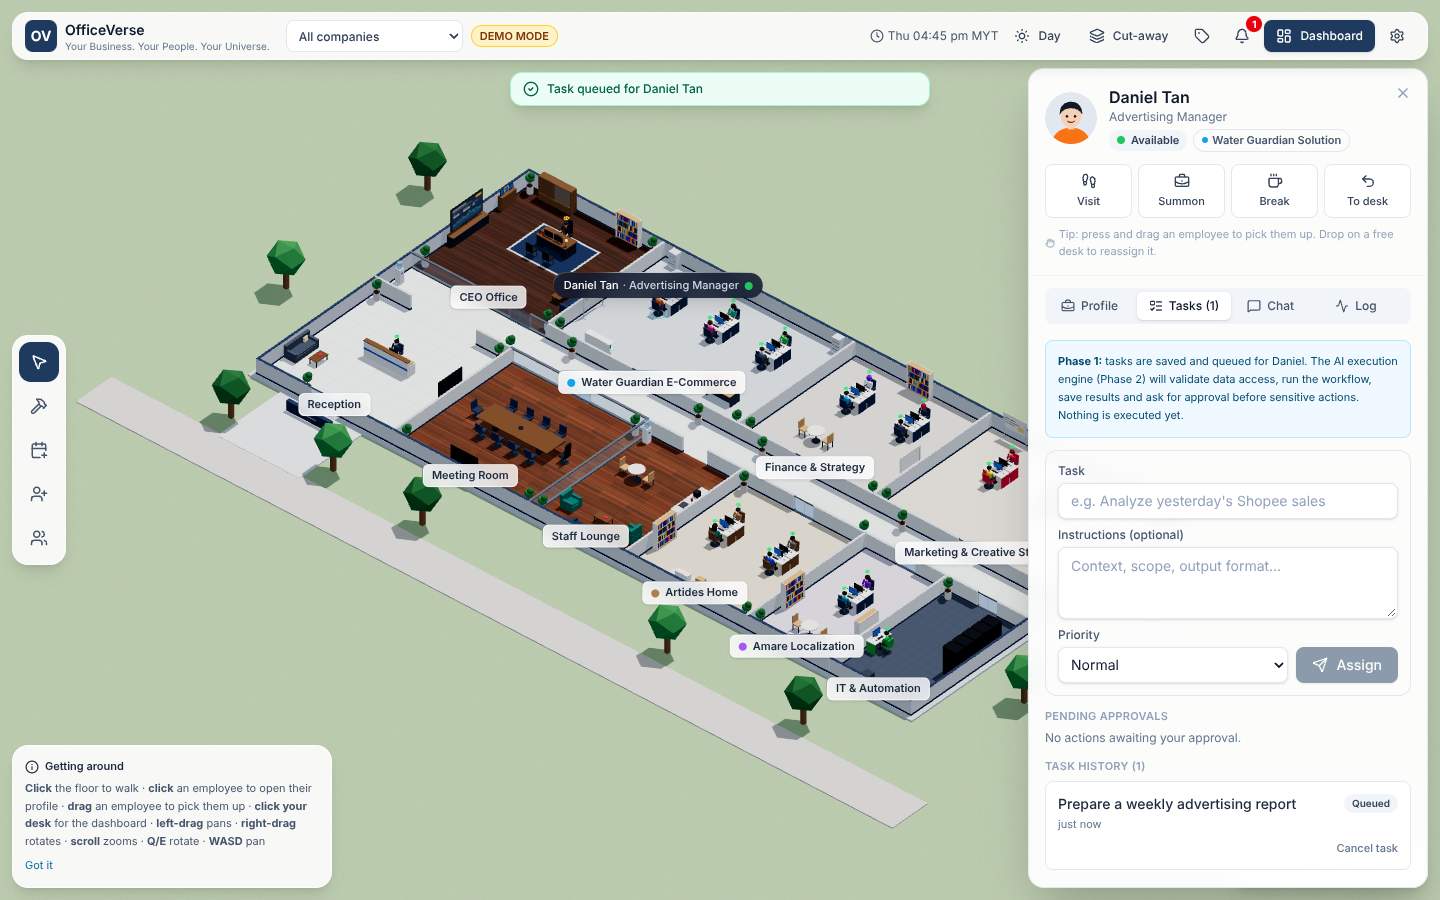 OV
OfficeVerse
Your Business. Your People. Your Universe.
All companies
DEMO MODE
Thu 04:45 pm MYT
Day
Cut-away
1
Dashboard
Task queued for Daniel Tan
Daniel Tan
Advertising Manager
Available
Water Guardian Solution
Visit
Summon
Break
To desk
Tip: press and drag an employee to pick them up. Drop on a free
desk to reassign it.
Profile
Tasks (1)
Chat
Log
Phase 1: tasks are saved and queued for Daniel. The AI execution
engine (Phase 2) will validate data access, run the workflow,
save results and ask for approval before sensitive actions.
Nothing is executed yet.
Task
e.g. Analyze yesterday's Shopee sales
Instructions (optional)
Context, scope, output format...
Priority
Normal
Assign
PENDING APPROVALS
No actions awaiting your approval.
TASK HISTORY (1)
Prepare a weekly advertising report
Queued
just now
Cancel task
Daniel Tan · Advertising Manager
CEO Office
Water Guardian E-Commerce
Reception
Meeting Room
Finance & Strategy
Staff Lounge
Marketing & Creative St
Artides Home
Amare Localization
IT & Automation
Getting around
Click the floor to walk · click an employee to open their
profile · drag an employee to pick them up · click your
desk for the dashboard · left-drag pans · right-drag
rotates · scroll zooms · Q/E rotate · WASD pan
Got it